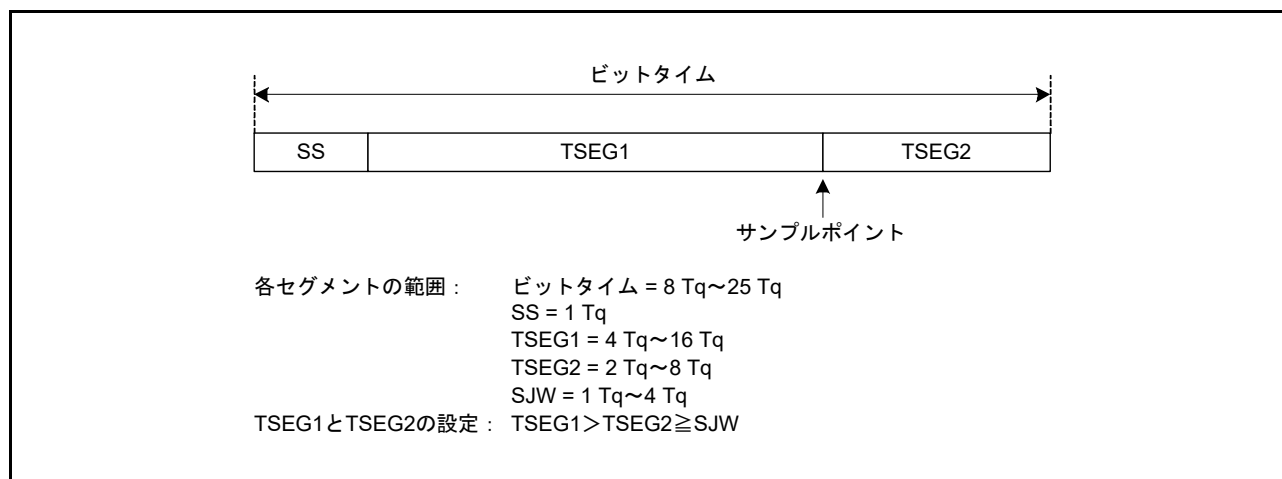 ビットタイム
SS TSEG1 TSEG2
サンプルポイント
各セグメントの範囲： ビットタイム = 8 Tq～25 Tq
SS = 1 Tq
TSEG1 = 4 Tq～16 Tq
TSEG2 = 2 Tq～8 Tq
SJW = 1 Tq～4 Tq
TSEG1とTSEG2の設定： TSEG1＞TSEG2≧SJW